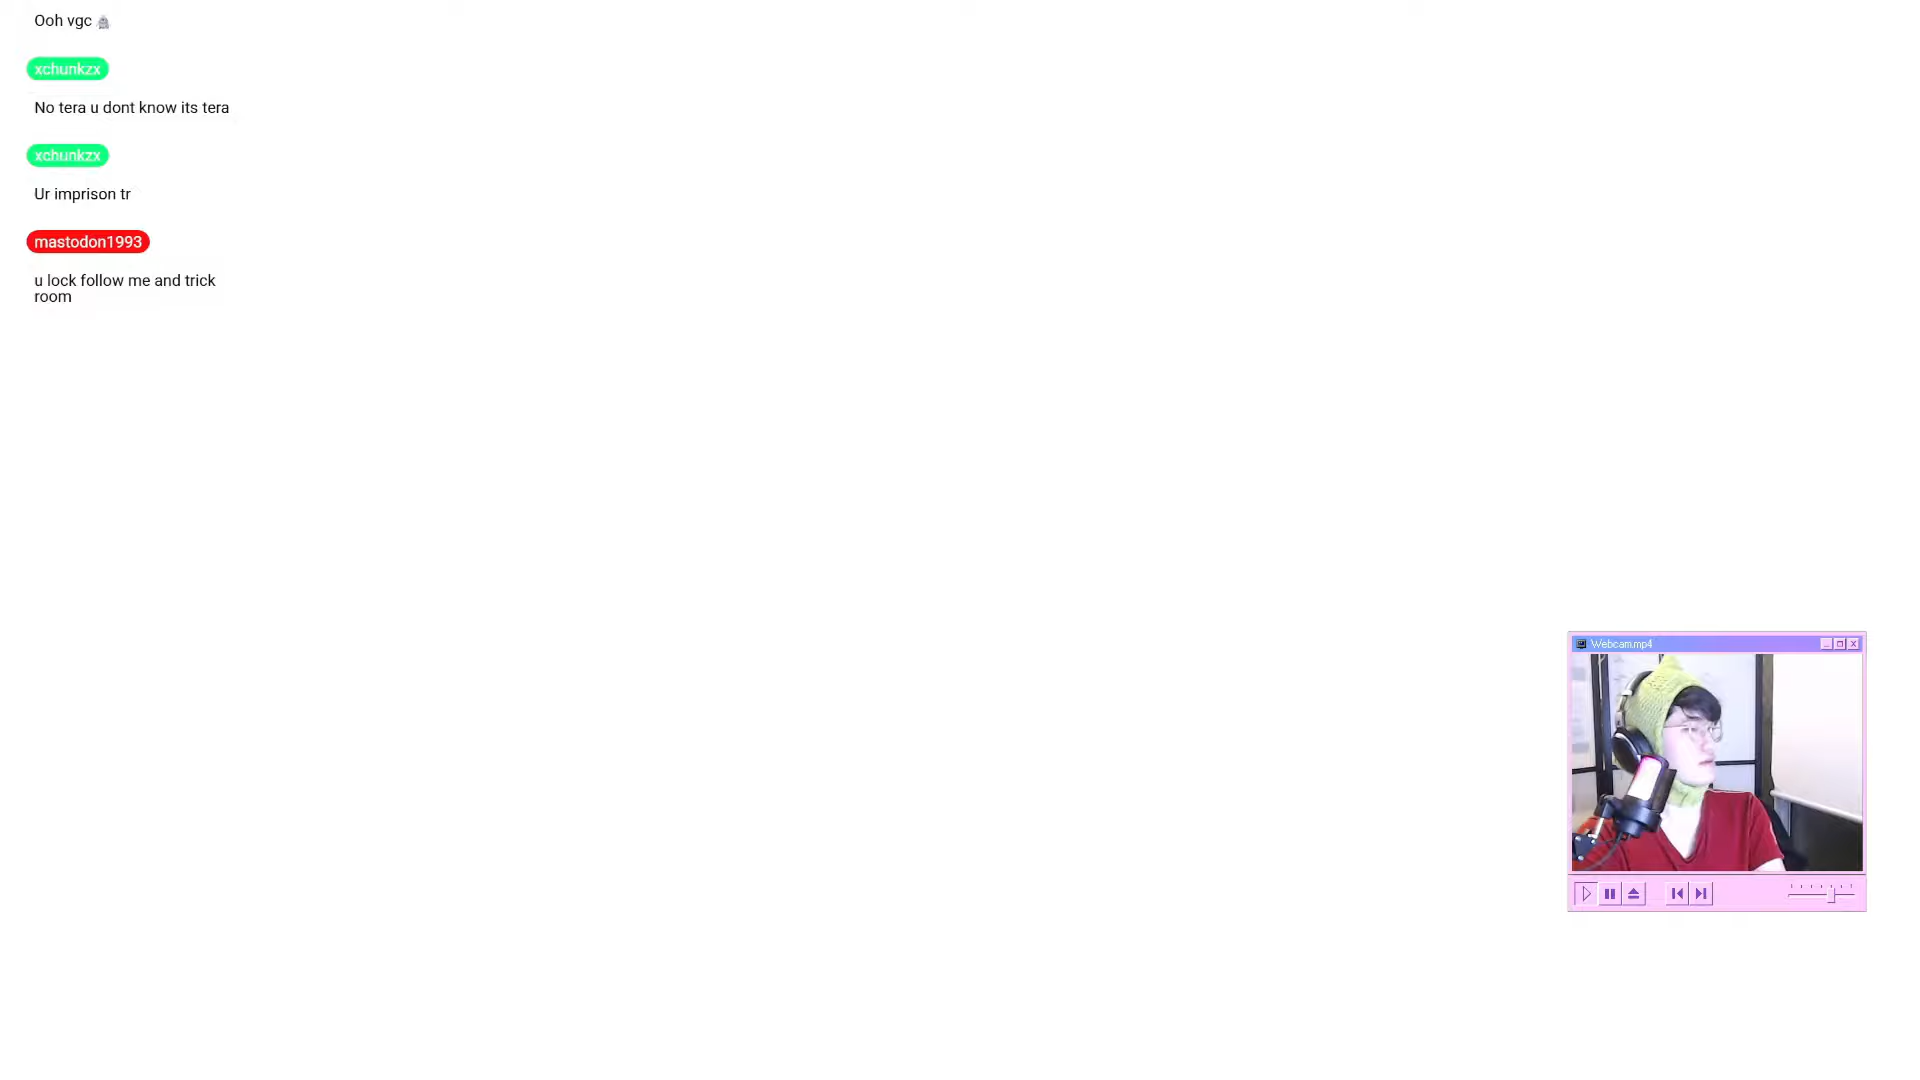 Ooh vgc
xchunkzx
No tera u dont know its tera
xchunkzx
Ur imprison tr
mastodon1993
u lock follow me and trick
room
Webcam.mp4